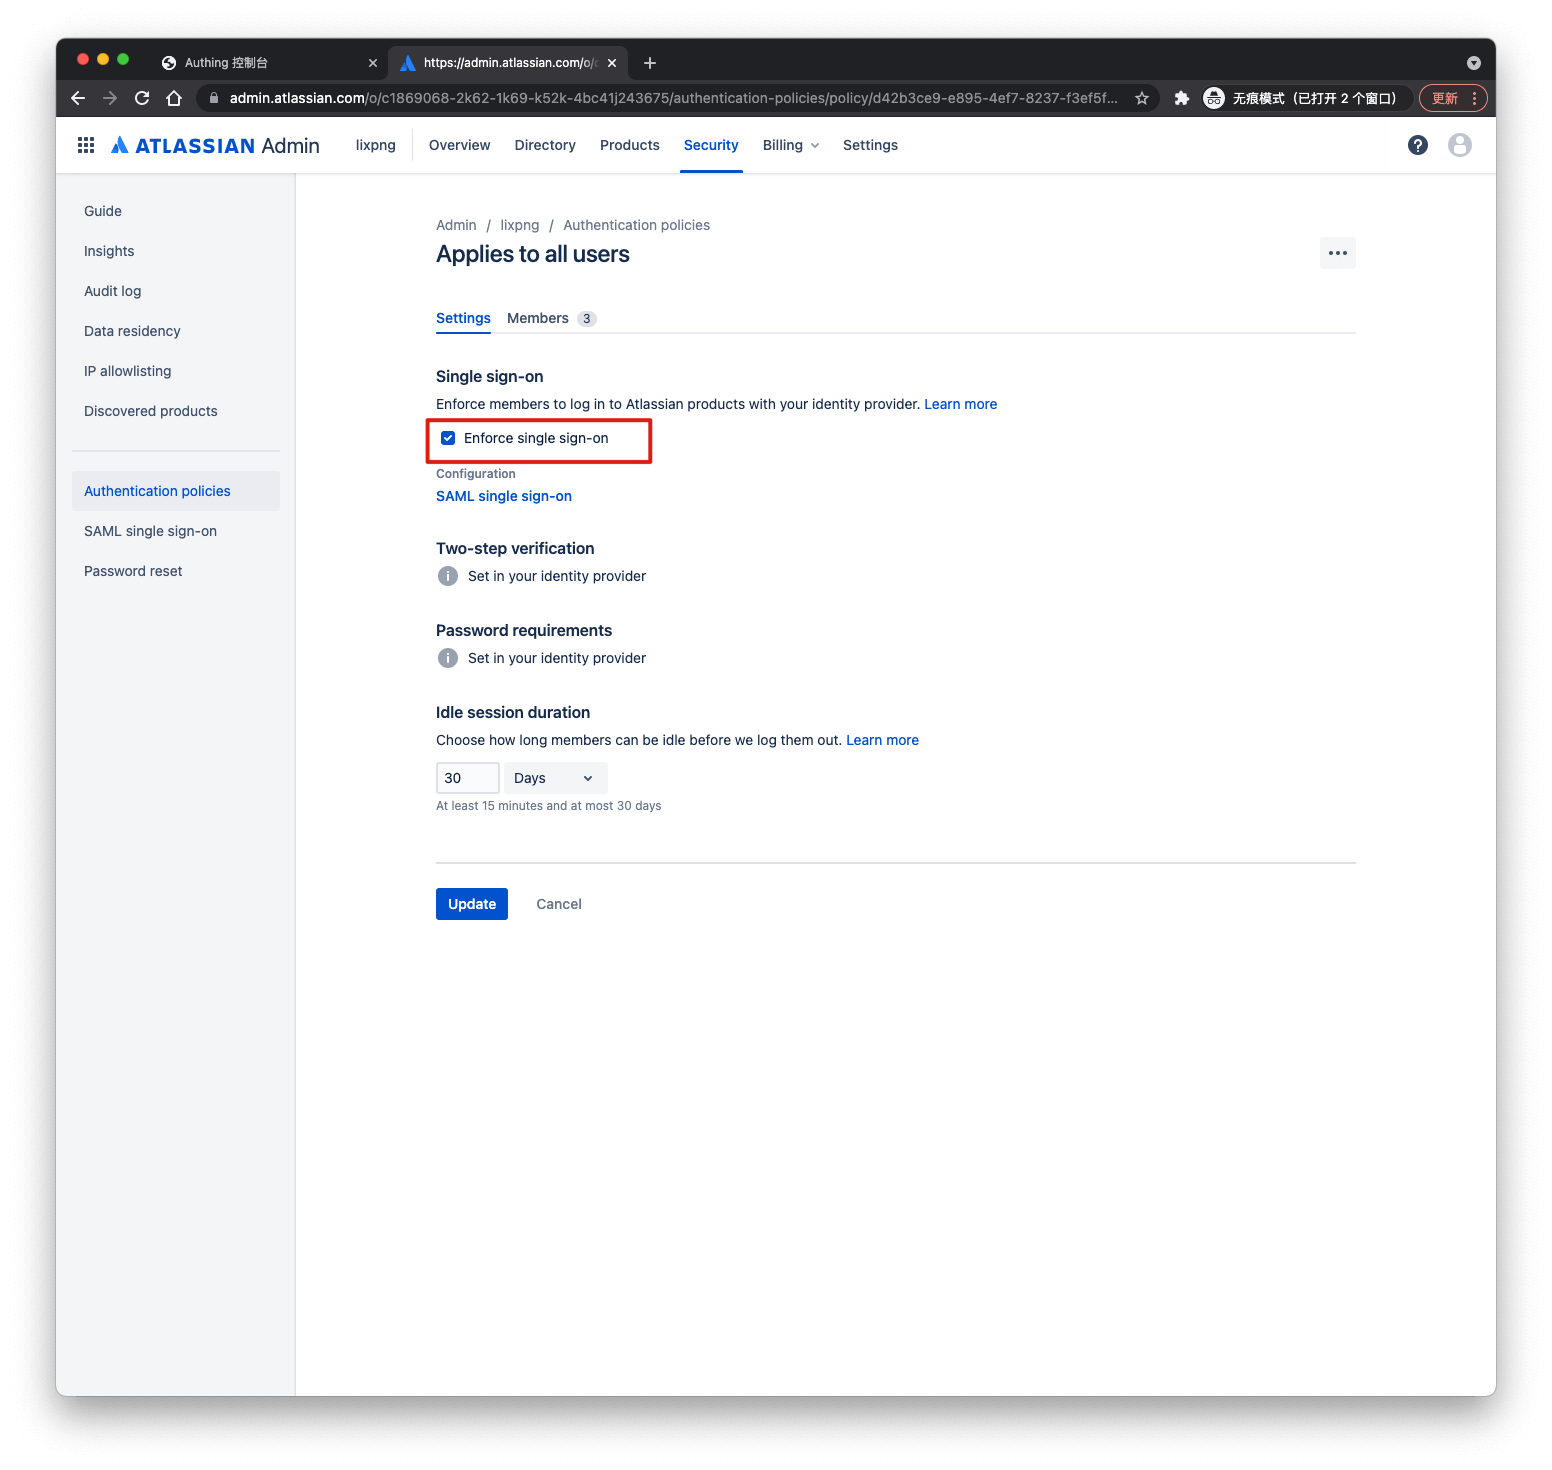 Authing 控制台
https://admin.atlassian.com/o/c
admin.atlassian.com/o/c1869068-2k62-1k69-k52k-4bc41j243675/authentication-policies/policy/d42b3ce9-e895-4ef7-8237-f3ef5f...
无痕模式（已打开 2 个窗口）
更新
ATLASSIAN Admin
lixpng
Overview
Directory
Products
Security
Billing
Settings
Guide
Insights
Audit log
Data residency
IP allowlisting
Discovered products
Authentication policies
SAML single sign-on
Password reset
Admin / lixpng / Authentication policies
Applies to all users
Settings
Members 3
Single sign-on
Enforce members to log in to Atlassian products with your identity provider. Learn more
Enforce single sign-on
Configuration
SAML single sign-on
Two-step verification
Set in your identity provider
Password requirements
Set in your identity provider
Idle session duration
Choose how long members can be idle before we log them out. Learn more
30 Days
At least 15 minutes and at most 30 days
Update
Cancel